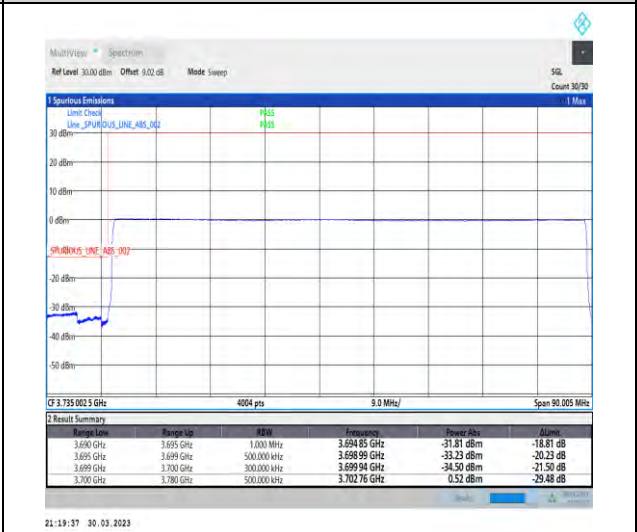 MultiView Spectrum
Ref Level 30.00 dBm Offset 9.02 dB Mode Sweep SGL
Count 30/30
1 Spurious Emissions 1 Max
Limit Check PASS
Line _SPURIOUS_LINE_ABS_002 PASS
30 dBm
20 dBm
10 dBm
0 dBm
_SPURIOUS_LINE_ABS_002
-20 dBm
-30 dBm
-40 dBm
-50 dBm
CF 3.735 002 5 GHz 4004 pts 9.0 MHz/ Span 90.005 MHz
2 Result Summary
Range Low Range Up RBW Frequency Power Abs ΔLimit
3.690 GHz 3.695 GHz 1.000 MHz 3.694 85 GHz -31.81 dBm -18.81 dB
3.695 GHz 3.699 GHz 500.000 kHz 3.698 99 GHz -33.23 dBm -20.23 dB
3.699 GHz 3.700 GHz 300.000 kHz 3.699 94 GHz -34.50 dBm -21.50 dB
3.700 GHz 3.780 GHz 500.000 kHz 3.702 76 GHz 0.52 dBm -29.48 dB
21:19:37 30.03.2023